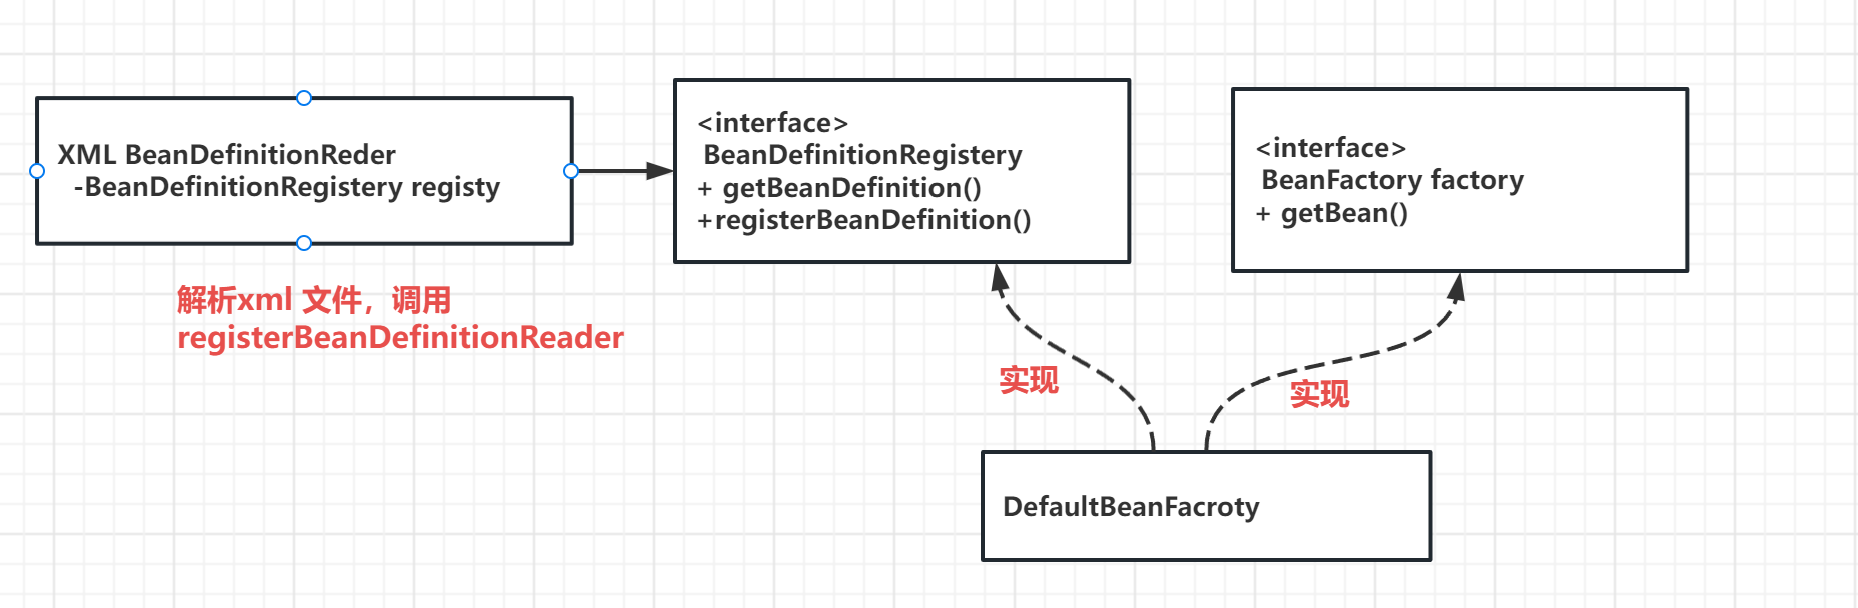 XML BeanDefinitionReder
-BeanDefinitionRegistery registy
解析xml 文件，调用
registerBeanDefinitionReader
<interface>
BeanDefinitionRegistery
+ getBeanDefinition()
+registerBeanDefinition()
<interface>
BeanFactory factory
+ getBean()
实现
实现
DefaultBeanFacroty